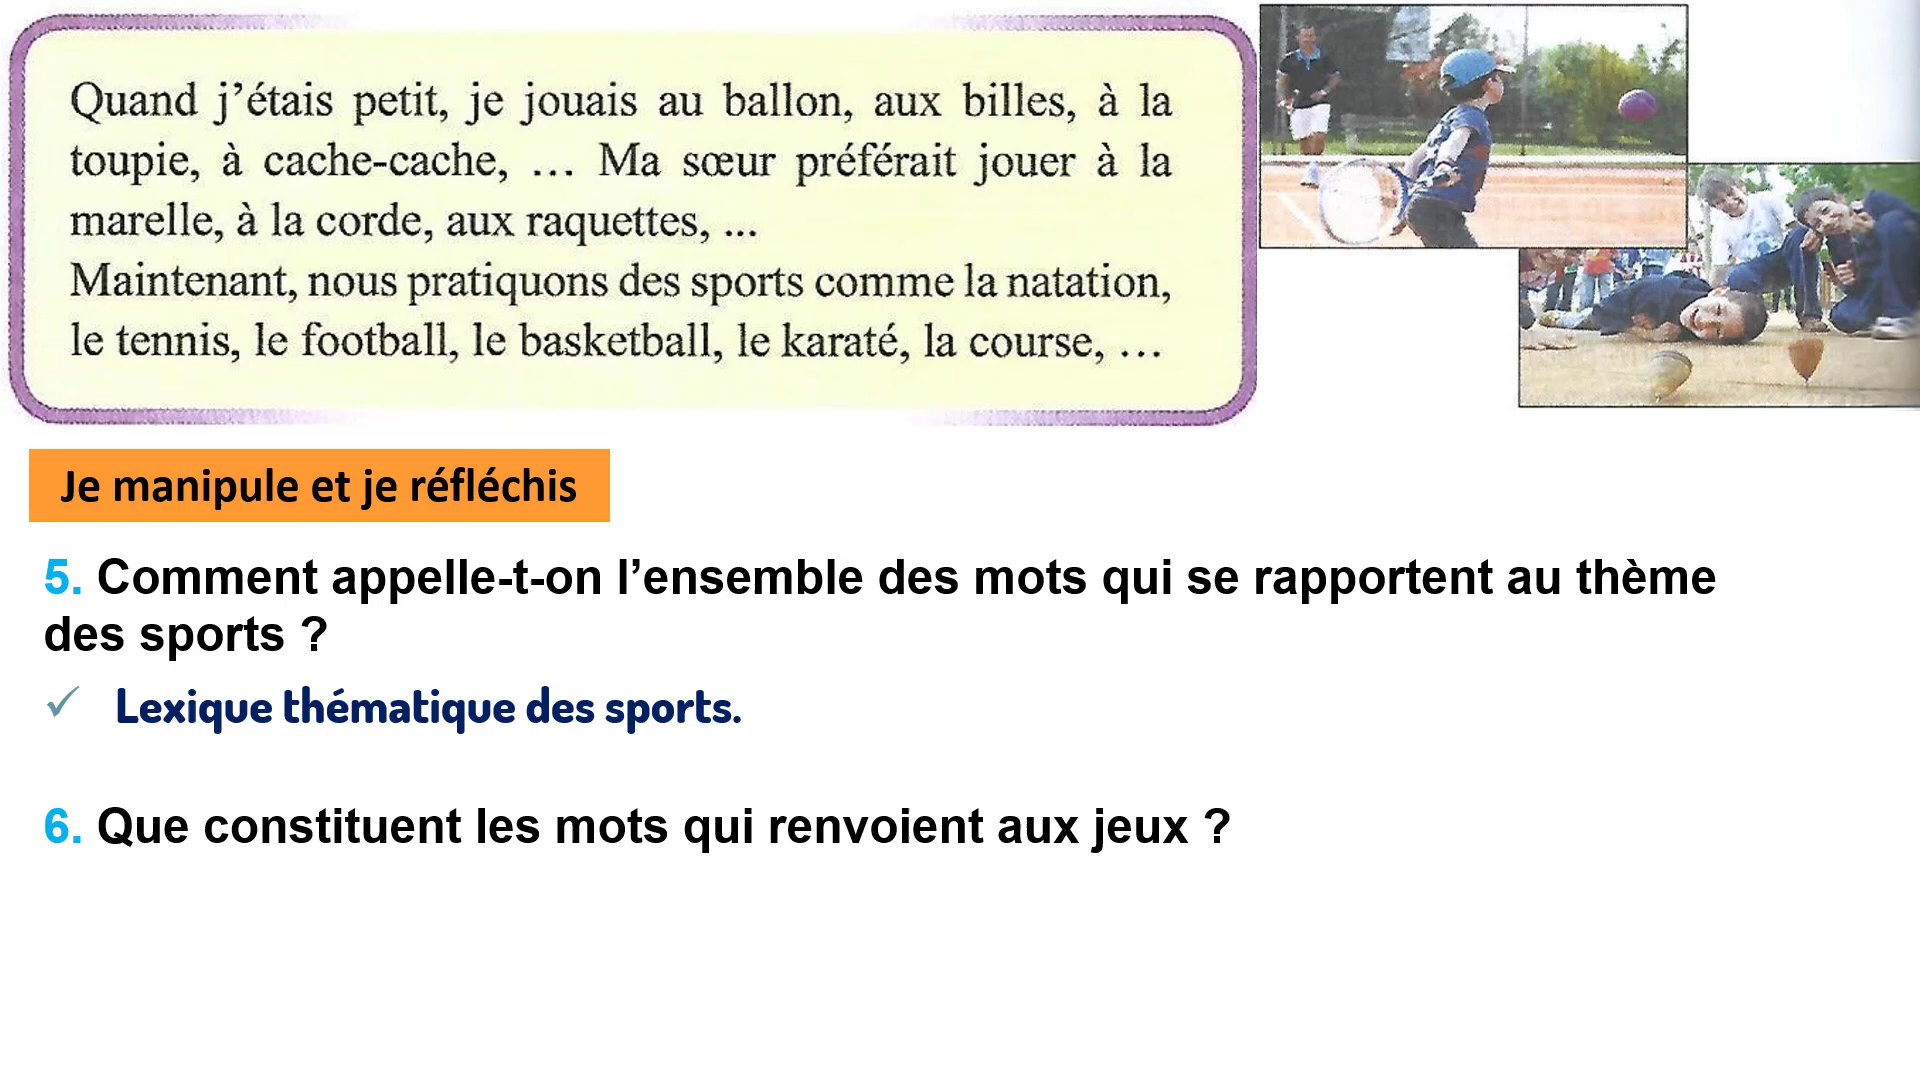 Quand j’étais petit, je jouais au ballon, aux billes, à la
toupie, à cache-cache, … Ma sœur préférait jouer à la
marelle, à la corde, aux raquettes, ...
Maintenant, nous pratiquons des sports comme la natation,
le tennis, le football, le basketball, le karaté, la course, …
Je manipule et je réfléchis
5. Comment appelle-t-on l’ensemble des mots qui se rapportent au thème
des sports ?
✓ Lexique thématique des sports.
6. Que constituent les mots qui renvoient aux jeux ?